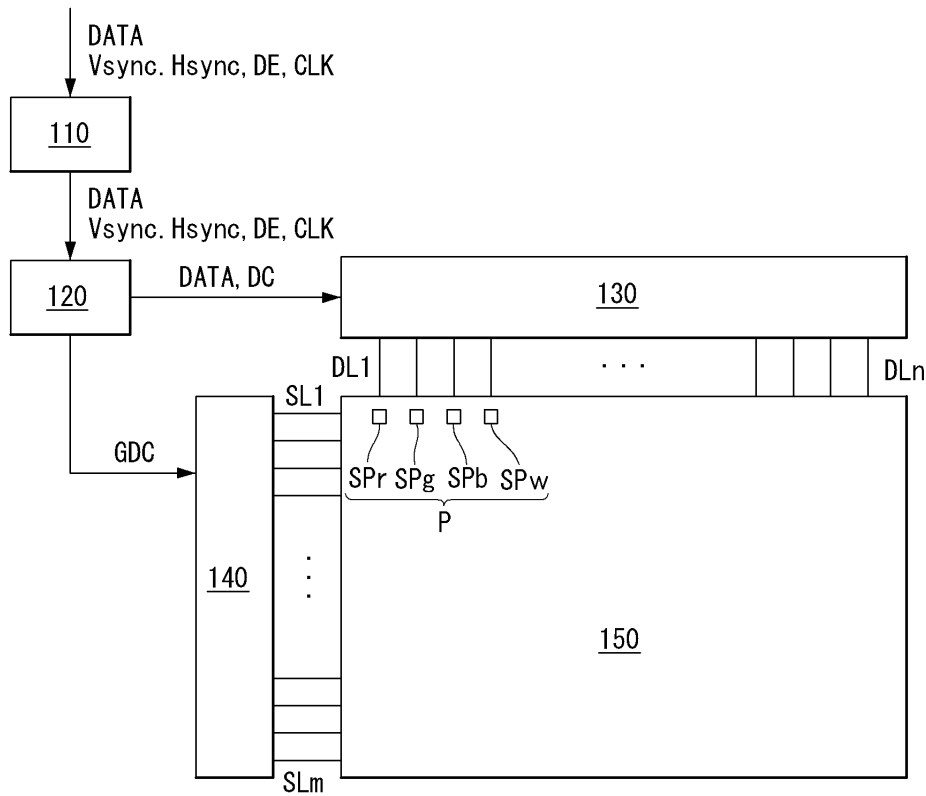 DATA
Vsync. Hsync, DE, CLK
110
DATA
Vsync. Hsync, DE, CLK
120
DATA, DC
130
DL1
...
DLn
SL1
GDC
SPr SPg SPb SPw
P
140
...
150
SLm